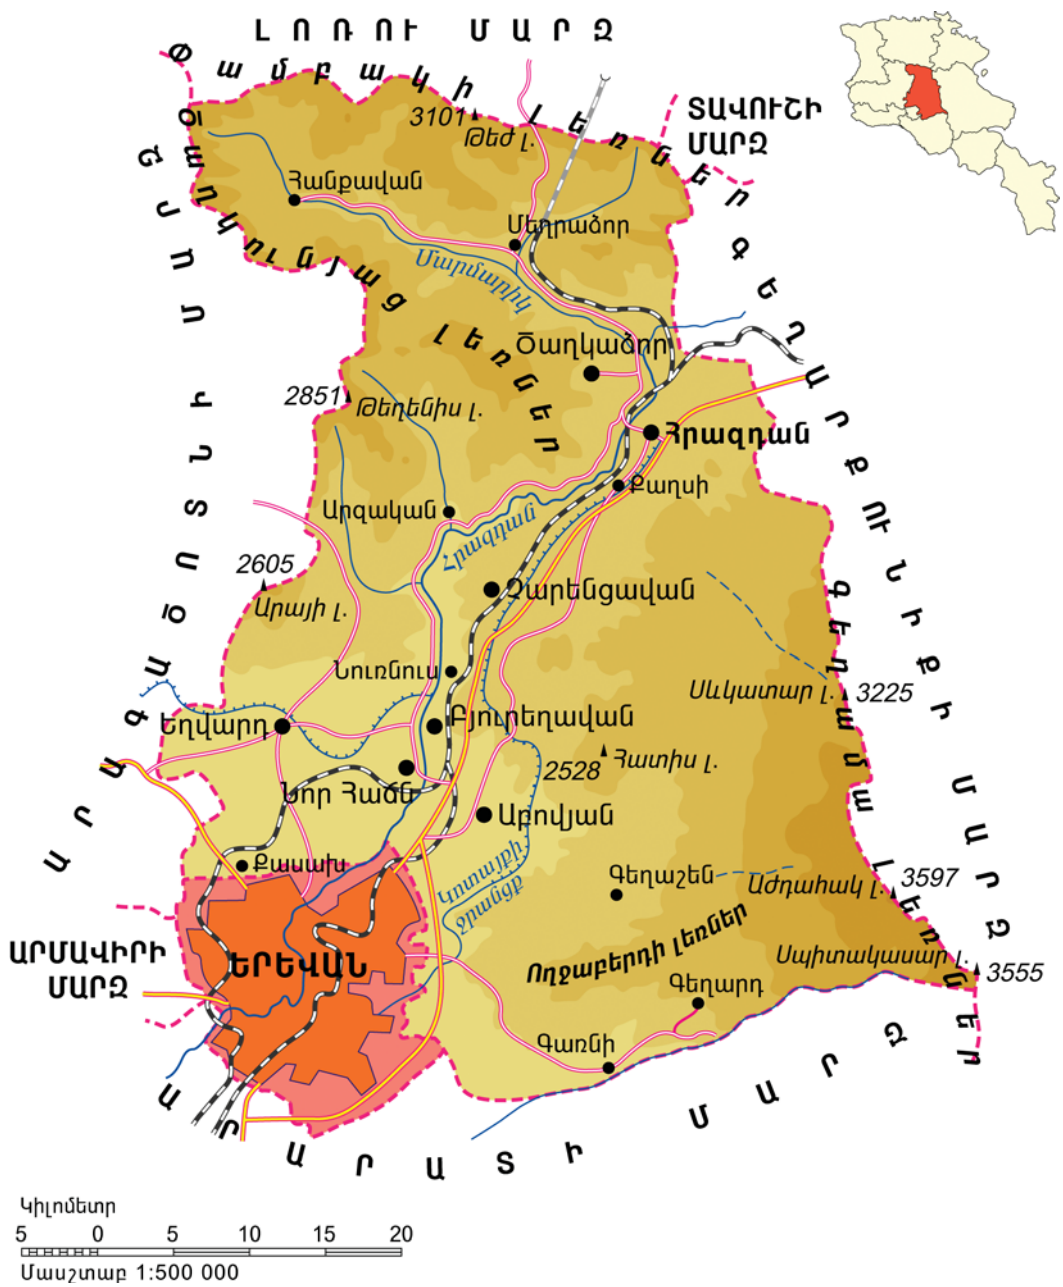 ԼՈՌՈՒ ՄԱՐԶ
Փամբակի լեռներ
3101
Թեժ լ.
ՏԱՎՈՒՇԻ
ՄԱՐԶ
Ծաղկունյաց լեռներ
Հանքավան
Մեղրաձոր
Մարմարիկ
ԳԵՂԱՐՔՈՒՆԻՔԻ ՄԱՐԶ
ԱՐԱԳԱԾՈՏՆԻ ՄԱՐԶ
Ծաղկաձոր
2851
Թեղենիս լ.
Հրազդան
Քաղսի
Արզական
Հրազդան
2605
Արայի լ.
Չարենցավան
Նուռնուս
Սևկատար լ.
3225
Գեղամա լեռներ
Եղվարդ
Բյուրեղավան
2528
Հատիս լ.
Նոր Հաճն
Աբովյան
Քասախ
Կոտայքի
ջրանցք
Գեղաշեն
Աժդահակ լ.
3597
ԵՐԵՎԱՆ
Ողջաբերդի լեռներ
Սպիտակասար լ.
3555
ԱՐՄԱՎԻՐԻ
ՄԱՐԶ
Գեղարդ
Գառնի
ԱՐԱՐԱՏԻ ՄԱՐԶ
Կիլոմետր
5 0 5 10 15 20
Մասշտաբ 1:500 000